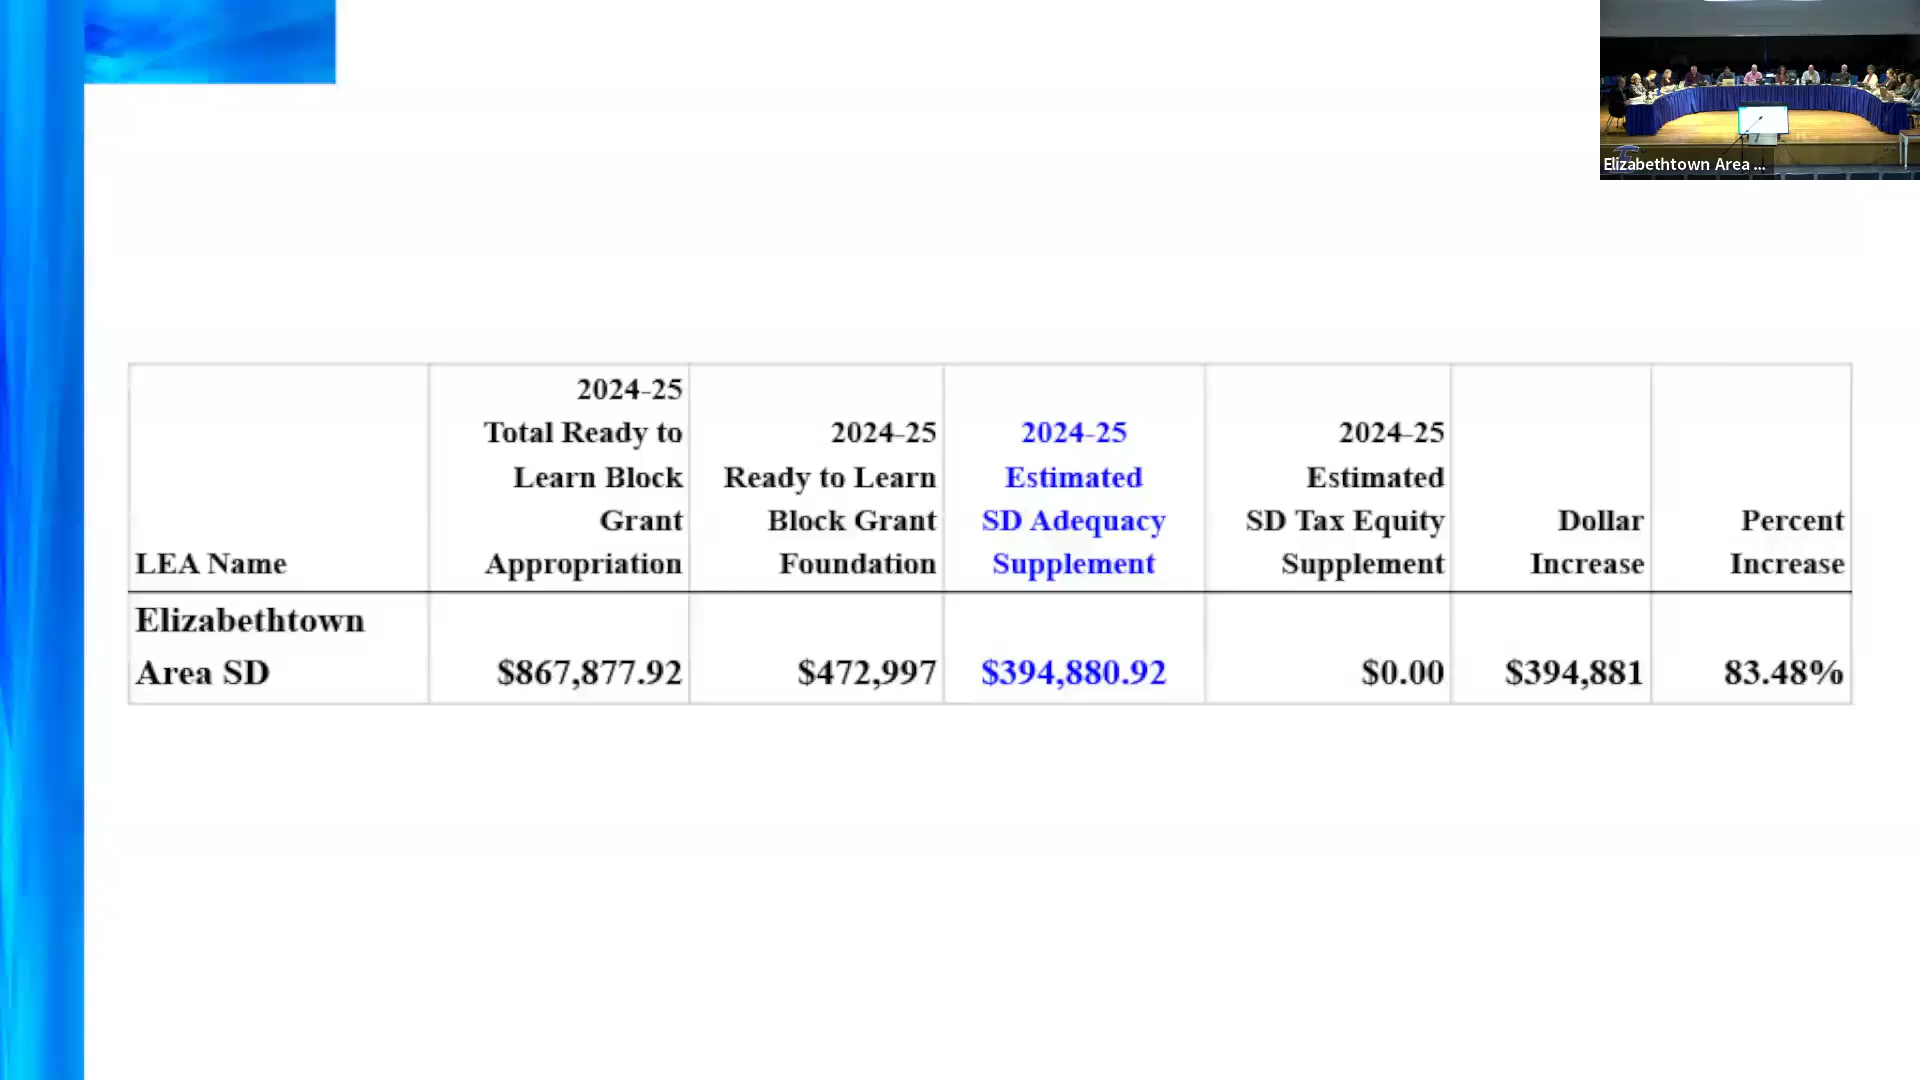 Elizabethtown Area ...
2024-25
Total Ready to
Learn Block
Grant
Appropriation
2024-25
Ready to Learn
Block Grant
Foundation
2024-25
Estimated
SD Adequacy
Supplement
2024-25
Estimated
SD Tax Equity
Supplement
Dollar
Increase
Percent
Increase
LEA Name
Elizabethtown
Area SD
$867,877.92
$472,997
$394,880.92
$0.00
$394,881
83.48%